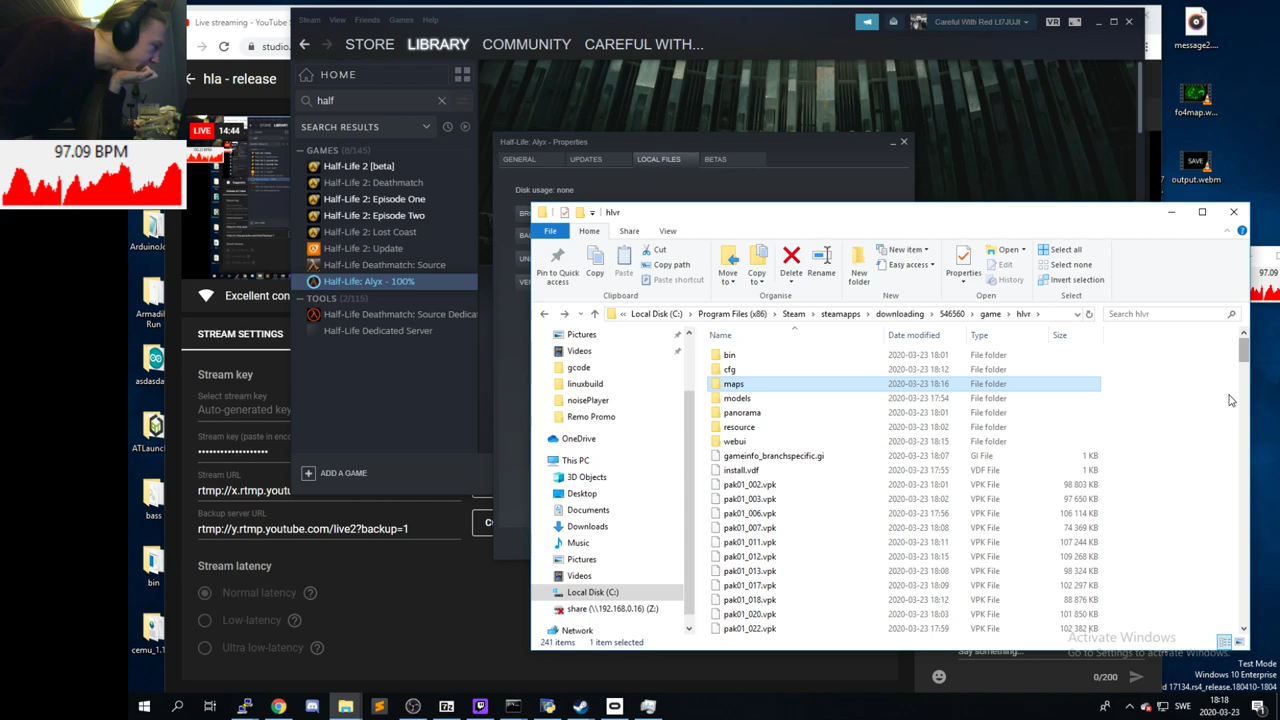 Live streaming - YouTube S
studio.
hla - release
LIVE
14:44
97.09 BPM
Excellent con
STREAM SETTINGS
Stream key
Select stream key
Auto-generated key
Stream key (paste in enco
••••••••••••••••••
Stream URL
rtmp://x.rtmp.yout
Backup server URL
rtmp://y.rtmp.youtube.com/live2?backup=1
Stream latency
Normal latency
Low-latency
Ultra low-latency
ArduinoJ
Armadil
Run
asdasda
ATLaunc
bass
bin
cemu_1.1
Steam View Friends Games Help
Careful With Red LI7JUJt
VR
STORE LIBRARY COMMUNITY CAREFUL WITH...
HOME
half
SEARCH RESULTS
GAMES (8/145)
Half-Life 2 [beta]
Half-Life 2: Deathmatch
Half-Life 2: Episode One
Half-Life 2: Episode Two
Half-Life 2: Lost Coast
Half-Life 2: Update
Half-Life Deathmatch: Source
Half-Life: Alyx - 100%
TOOLS (2/115)
Half-Life Deathmatch: Source Dedica
Half-Life Dedicated Server
ADD A GAME
Half-Life: Alyx - Properties
GENERAL UPDATES LOCAL FILES BETAS
Disk usage: none
hlvr
File Home Share View
Pin to Quick
access
Copy
Paste
Cut
Copy path
Paste shortcut
Clipboard
Move
to
Copy
to
Delete
Rename
Organise
New
folder
New item
Easy access
New
Properties
Open
Edit
History
Open
Select all
Select none
Invert selection
Select
« Local Disk (C:) › Program Files (x86) › Steam › steamapps › downloading › 546560 › game › hlvr ›
Search hlvr
Pictures
Videos
gcode
linuxbuild
noisePlayer
Remo Promo
OneDrive
This PC
3D Objects
Desktop
Documents
Downloads
Music
Pictures
Videos
Local Disk (C:)
share (\\192.168.0.16) (Z:)
Network
Name Date modified Type Size
bin 2020-03-23 18:01 File folder
cfg 2020-03-23 18:12 File folder
maps 2020-03-23 18:16 File folder
models 2020-03-23 17:54 File folder
panorama 2020-03-23 18:01 File folder
resource 2020-03-23 18:02 File folder
webui 2020-03-23 18:15 File folder
gameinfo_branchspecific.gi 2020-03-23 18:07 GI File 1 KB
install.vdf 2020-03-23 17:55 VDF File 1 KB
pak01_002.vpk 2020-03-23 18:01 VPK File 98 803 KB
pak01_003.vpk 2020-03-23 18:02 VPK File 97 650 KB
pak01_006.vpk 2020-03-23 18:00 VPK File 106 114 KB
pak01_007.vpk 2020-03-23 18:08 VPK File 74 369 KB
pak01_011.vpk 2020-03-23 18:11 VPK File 107 244 KB
pak01_012.vpk 2020-03-23 18:15 VPK File 109 268 KB
pak01_013.vpk 2020-03-23 18:08 VPK File 98 324 KB
pak01_017.vpk 2020-03-23 18:09 VPK File 102 297 KB
pak01_018.vpk 2020-03-23 18:12 VPK File 88 876 KB
pak01_020.vpk 2020-03-23 18:03 VPK File 101 850 KB
pak01_022.vpk 2020-03-23 17:59 VPK File 102 382 KB
241 items 1 item selected
Say something...
0/200
message2....
fo4map.w...
SAVE
output.webm
97.09
Activate Windows
Go to Settings to activate Windows.
Test Mode
Windows 10 Enterprise
d 17134.rs4_release.180410-1804
SWE
18:18
2020-03-23